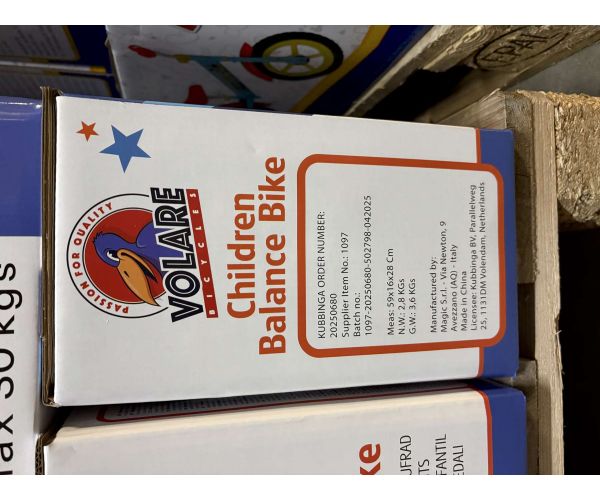 PASSION FOR QUALITY
VOLARE
BICYCLES
Children
Balance Bike
KUBBINGA ORDER NUMBER:
20250680
Supplier Item No.: 1097
Batch no.:
1097-20250680-502798-042025
Meas: 59x16x28 Cm
N.W.: 2,8 KGs
G.W.: 3,6 KGs
Manufactured by:
Magic S.r.l. - Via Newton, 9
Avezzano (AQ) - Italy
Made in China
Licensee: Kubbinga BV, Parallelweg
25, 1131DM Volendam, Netherlands
ax 30 kgs
ke
UFRAD
TS
FANTIL
EDALI
EPAL